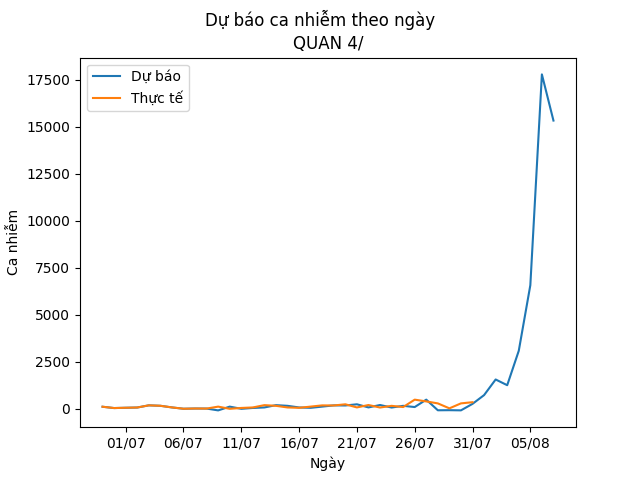 Dự báo ca nhiễm theo ngày
QUAN 4/
Dự báo
Thực tế
17500
15000
12500
10000
7500
5000
2500
0
Ca nhiễm
01/07 06/07 11/07 16/07 21/07 26/07 31/07 05/08
Ngày